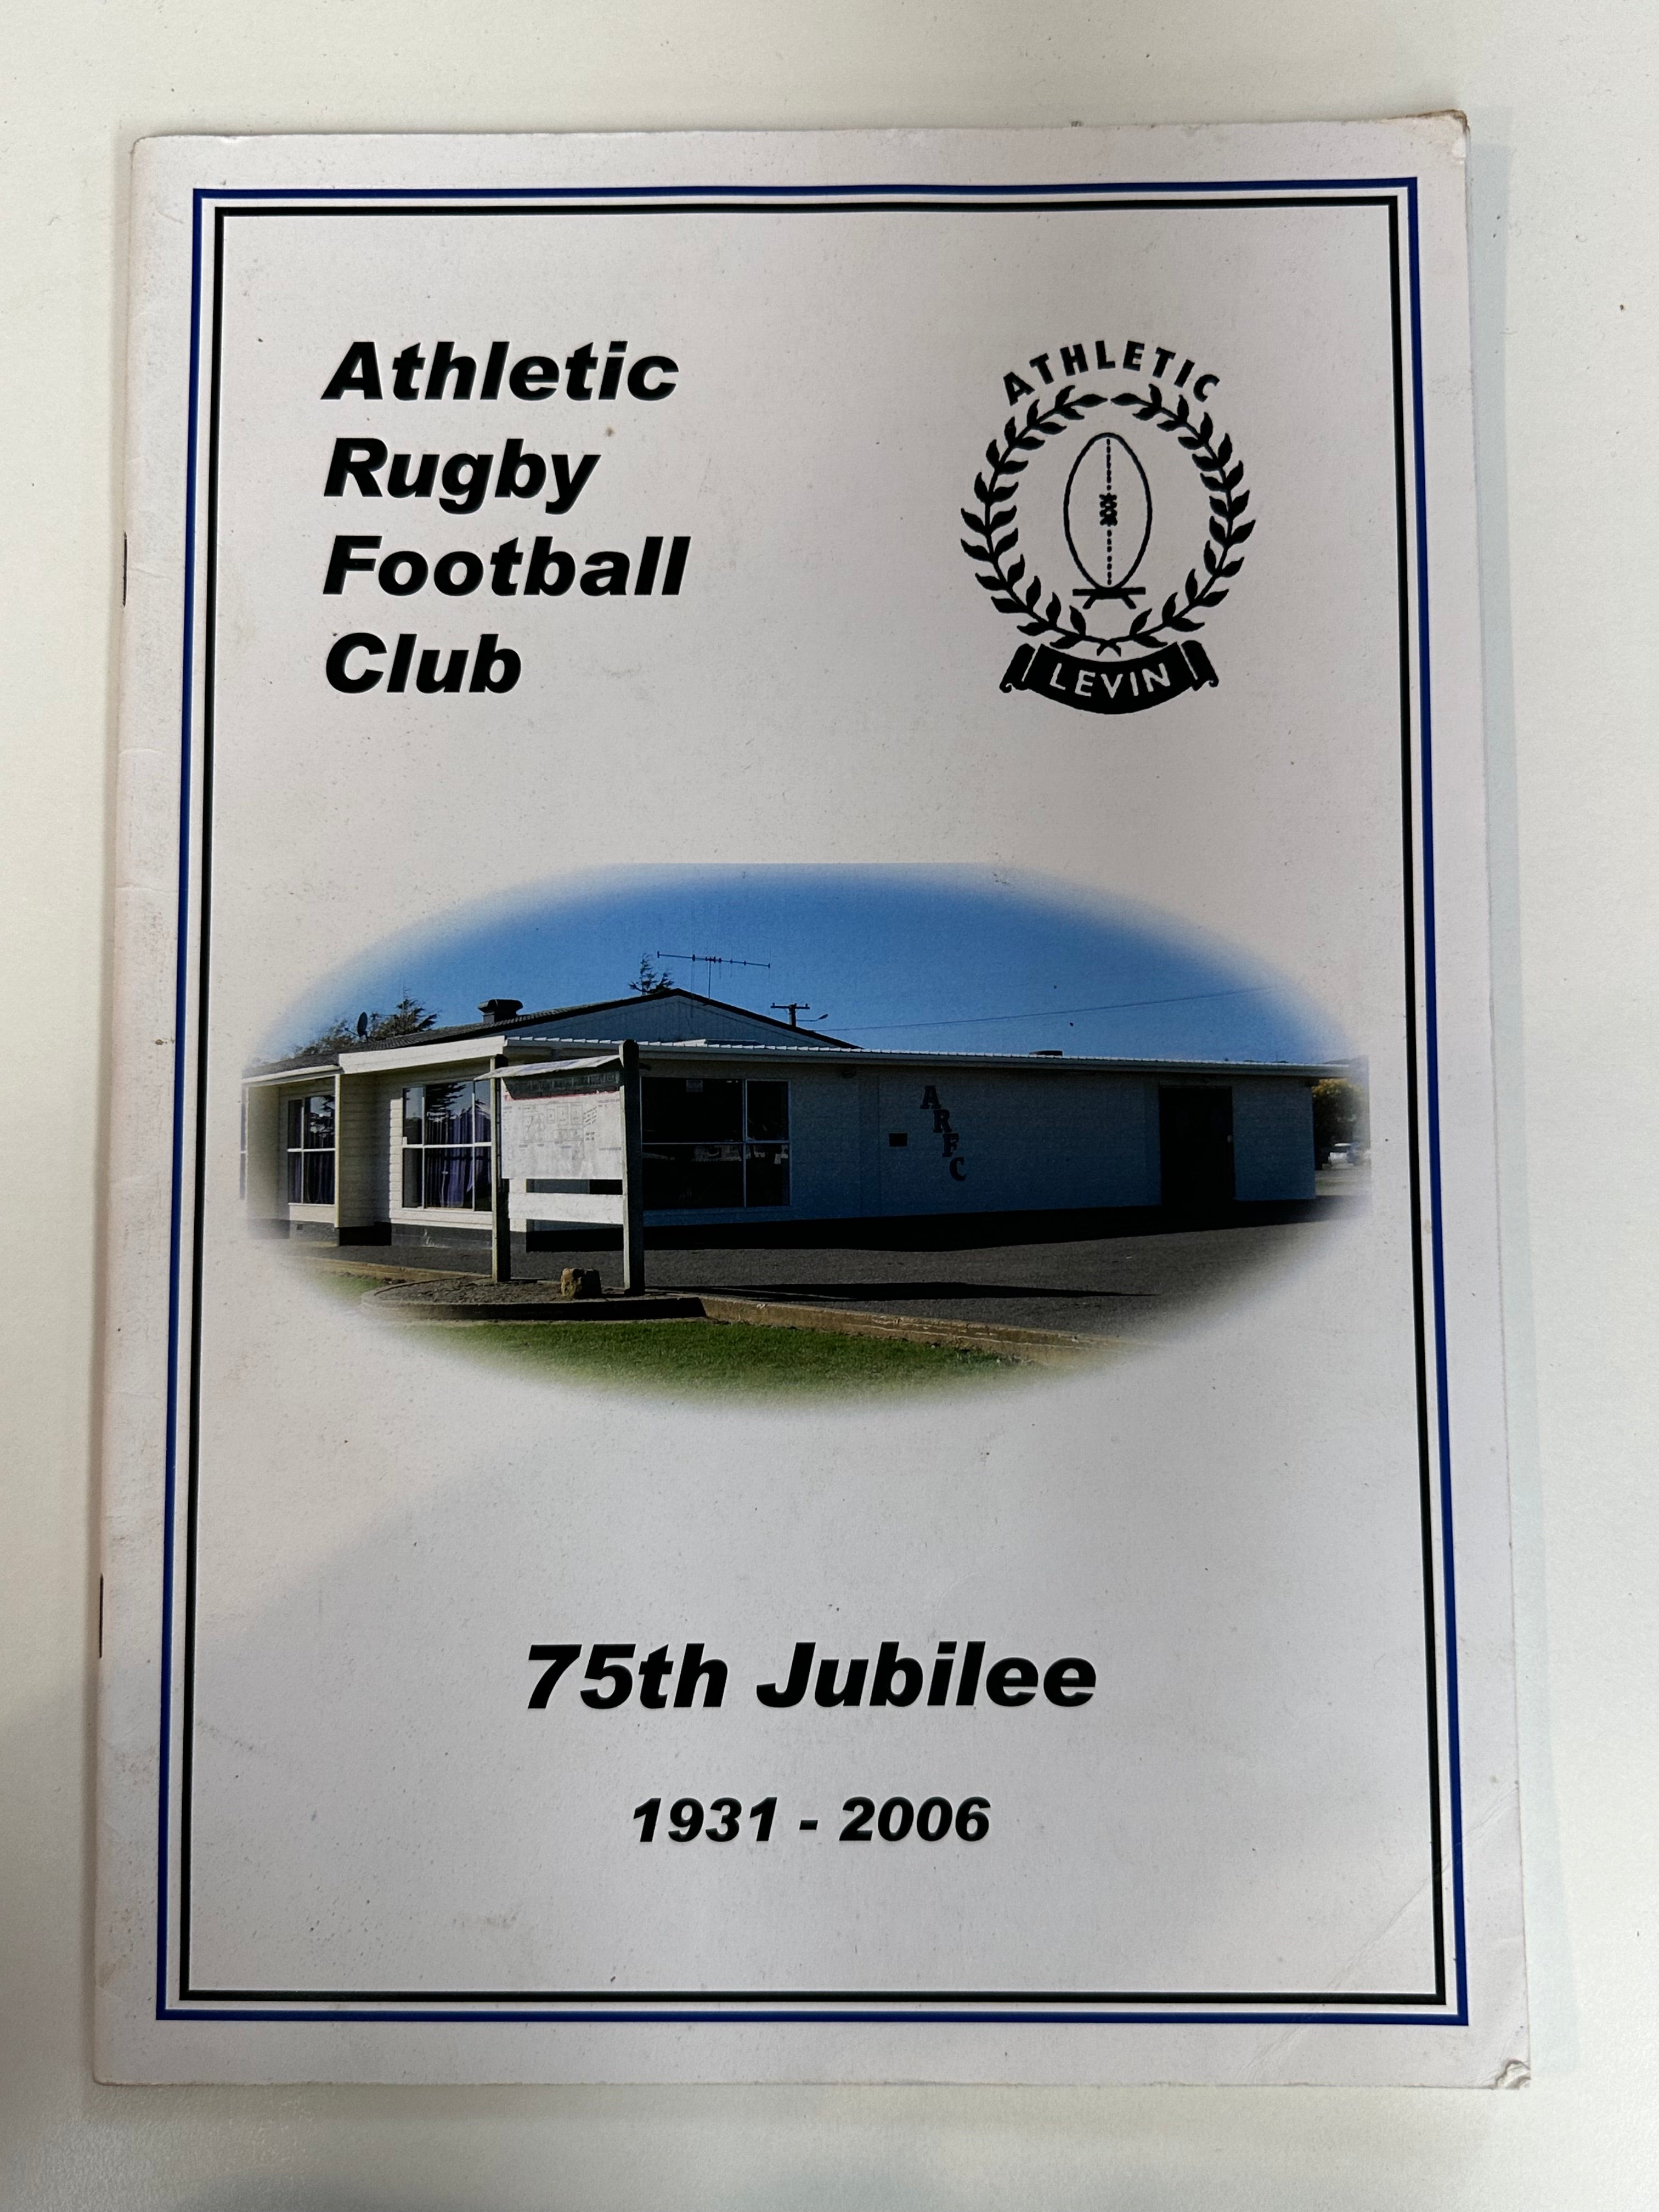 Athletic
Rugby
Football
Club
ATHLETIC
LEVIN
ARFC
75th Jubilee
1931 - 2006